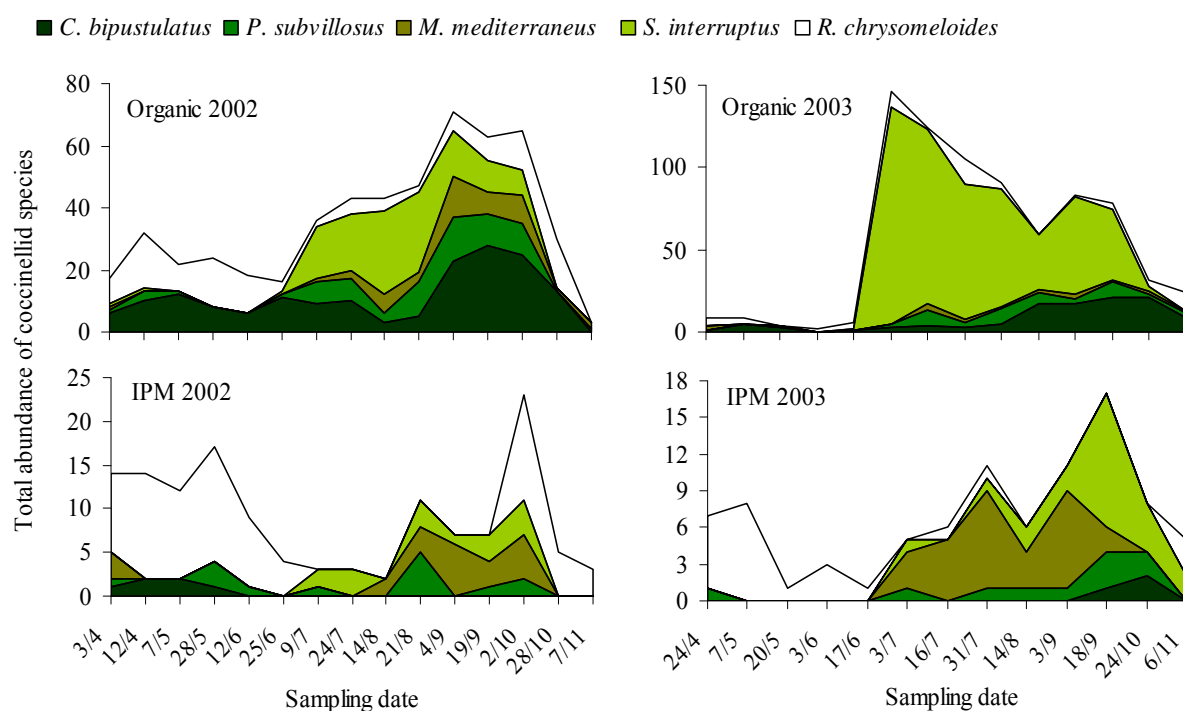 C. bipustulatus P. subvillosus M. mediterraneus S. interruptus R. chrysomeloides
Total abundance of coccinellid species
Organic 2002
80
60
40
20
0
Organic 2003
150
100
50
0
IPM 2002
25
20
15
10
5
0
3/4 12/4 7/5 28/5 12/6 25/6 9/7 24/7 14/8 21/8 4/9 19/9 2/10 28/10 7/11
Sampling date
IPM 2003
18
15
12
9
6
3
0
24/4 7/5 20/5 3/6 17/6 3/7 16/7 31/7 14/8 3/9 18/9 24/10 6/11
Sampling date